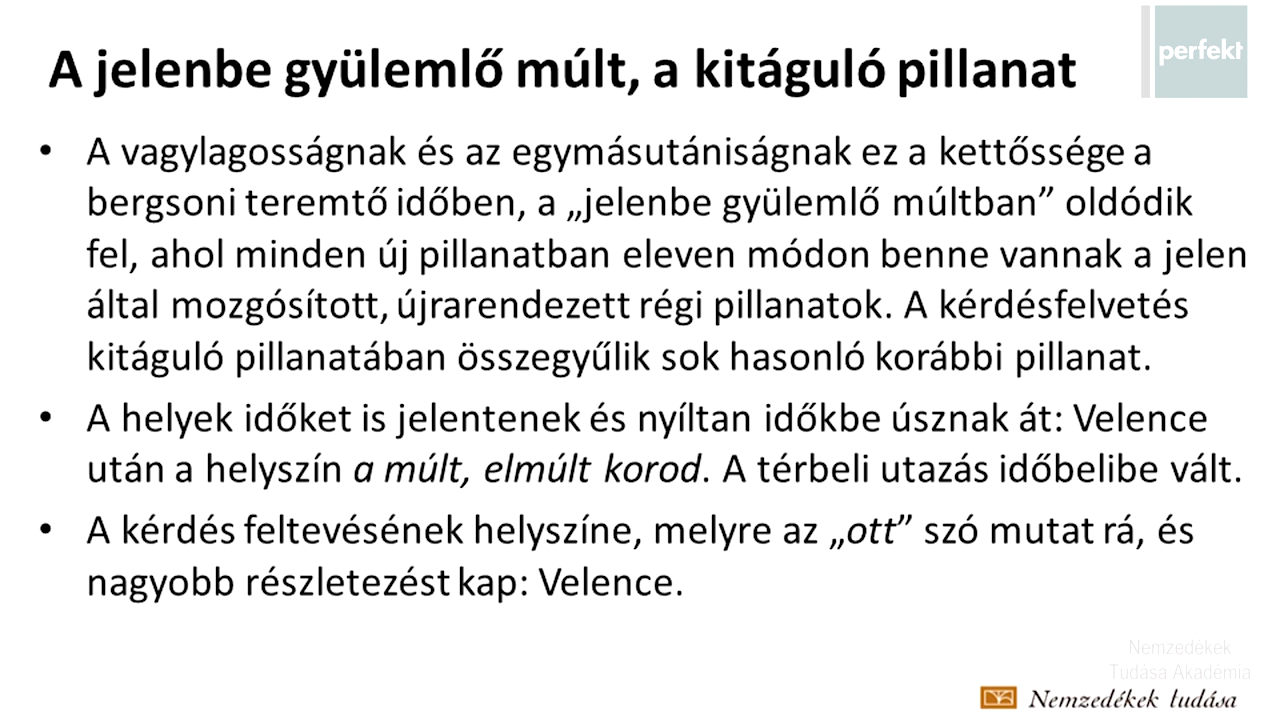 A jelenbe gyülemlő múlt, a kitáguló pillanat
perfekt
• A vagylagosságnak és az egymásutániságnak ez a kettőssége a
bergsoni teremtő időben, a „jelenbe gyülemlő múltban” oldódik
fel, ahol minden új pillanatban eleven módon benne vannak a jelen
által mozgósított, újrarendezett régi pillanatok. A kérdésfelvetés
kitáguló pillanatában összegyűlik sok hasonló korábbi pillanat.
• A helyek időket is jelentenek és nyíltan időkbe úsznak át: Velence
után a helyszín a múlt, elmúlt korod. A térbeli utazás időbelibe vált.
• A kérdés feltevésének helyszíne, melyre az „ott” szó mutat rá, és
nagyobb részletezést kap: Velence.
Nemzedékek
Tudása Akadémia
Nemzedékek tudása